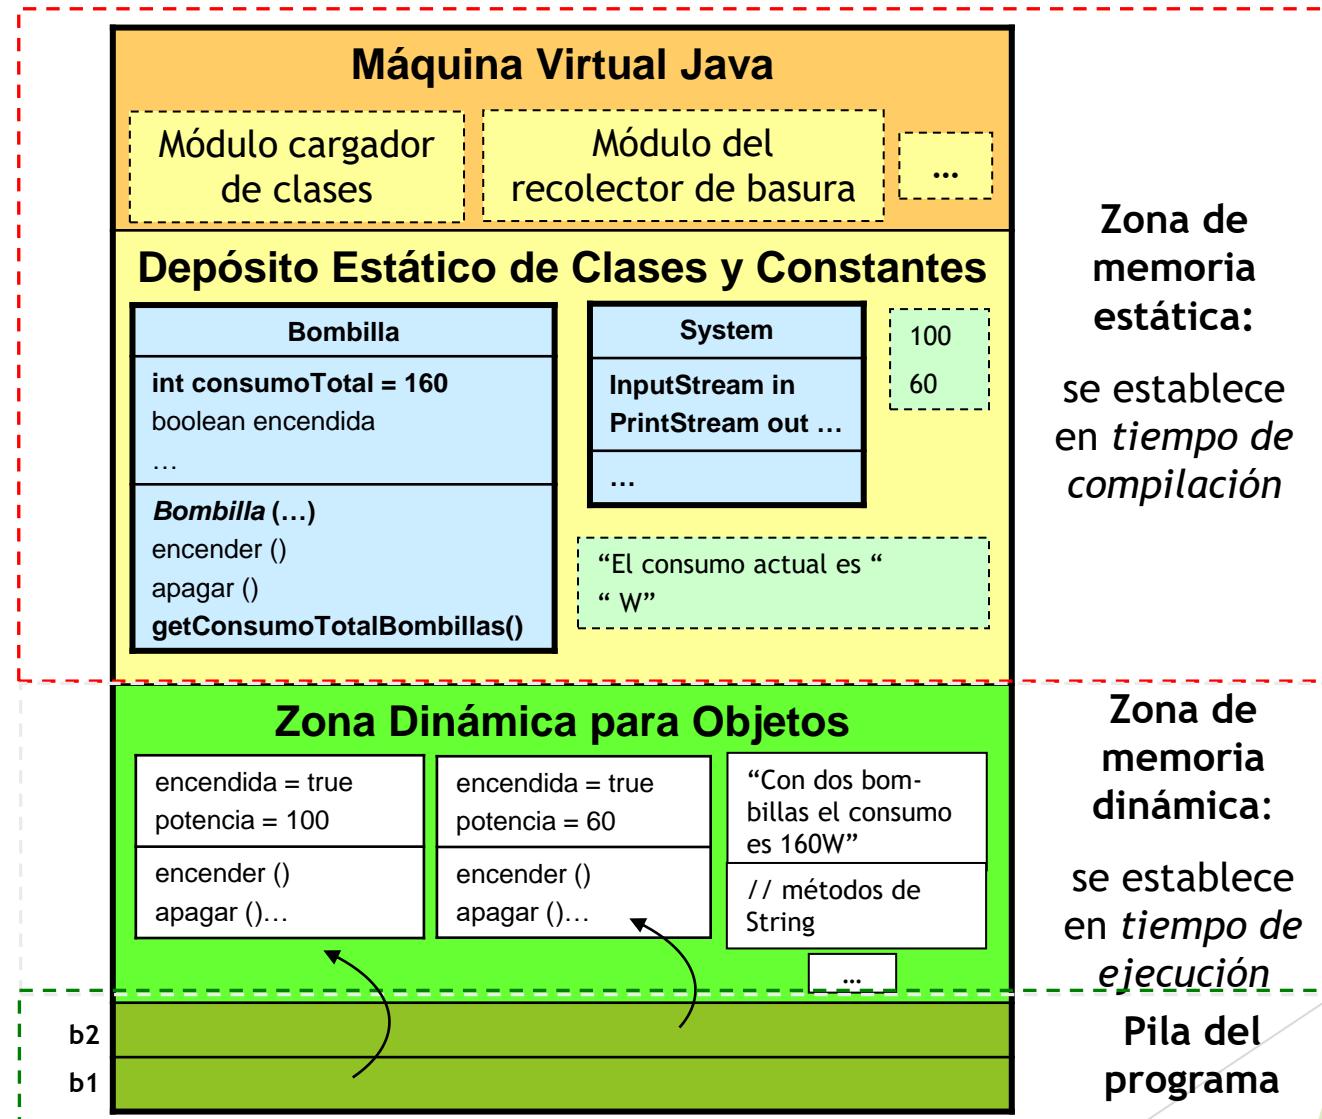 Máquina Virtual Java
Módulo cargador
de clases
Módulo del
recolector de basura
...
Depósito Estático de Clases y Constantes
Bombilla
int consumoTotal = 160
boolean encendida
…
Bombilla (…)
encender ()
apagar ()
getConsumoTotalBombillas()
System
InputStream in
PrintStream out …
…
100
60
“El consumo actual es “
“ W”
Zona de
memoria
estática:
se establece
en tiempo de
compilación
Zona Dinámica para Objetos
encendida = true
potencia = 100
encender ()
apagar ()…
encendida = true
potencia = 60
encender ()
apagar ()…
“Con dos bom-
billas el consumo
es 160W”
// métodos de
String
...
Zona de
memoria
dinámica:
se establece
en tiempo de
ejecución
b2
b1
Pila del
programa